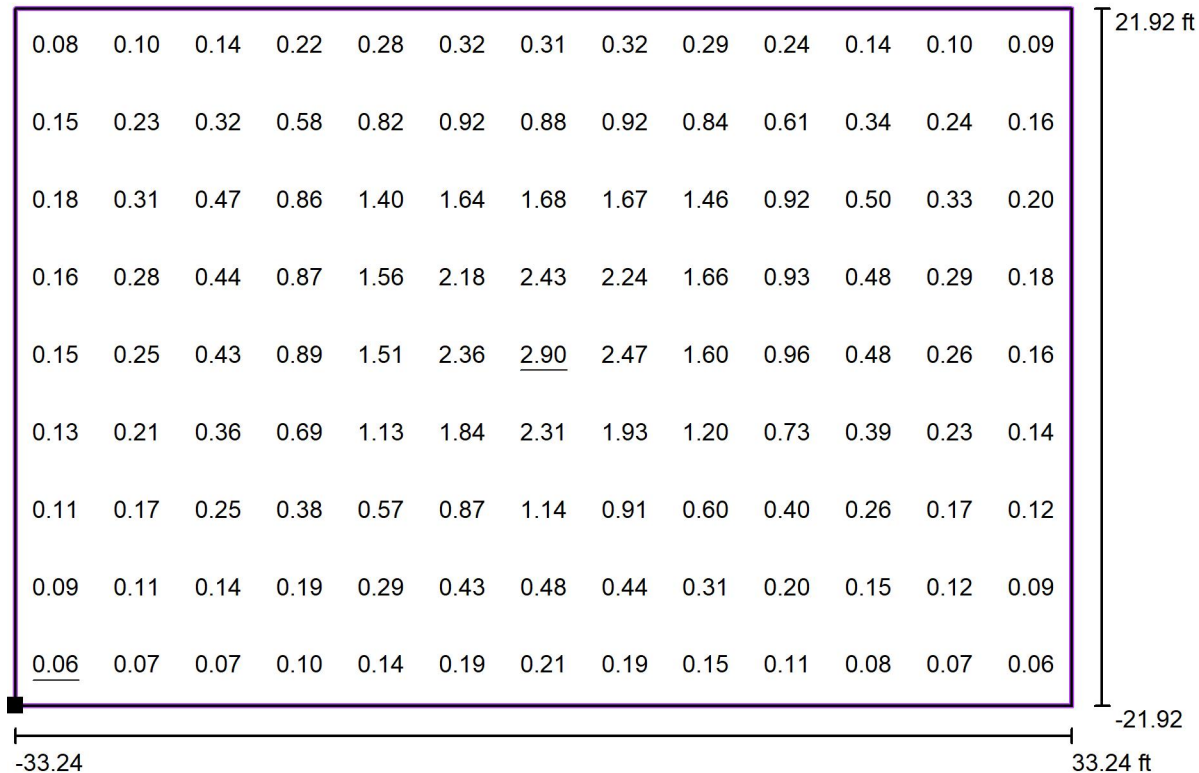 0.08 0.10 0.14 0.22 0.28 0.32 0.31 0.32 0.29 0.24 0.14 0.10 0.09
21.92 ft
0.15 0.23 0.32 0.58 0.82 0.92 0.88 0.92 0.84 0.61 0.34 0.24 0.16
0.18 0.31 0.47 0.86 1.40 1.64 1.68 1.67 1.46 0.92 0.50 0.33 0.20
0.16 0.28 0.44 0.87 1.56 2.18 2.43 2.24 1.66 0.93 0.48 0.29 0.18
0.15 0.25 0.43 0.89 1.51 2.36 2.90 2.47 1.60 0.96 0.48 0.26 0.16
0.13 0.21 0.36 0.69 1.13 1.84 2.31 1.93 1.20 0.73 0.39 0.23 0.14
0.11 0.17 0.25 0.38 0.57 0.87 1.14 0.91 0.60 0.40 0.26 0.17 0.12
0.09 0.11 0.14 0.19 0.29 0.43 0.48 0.44 0.31 0.20 0.15 0.12 0.09
0.06 0.07 0.07 0.10 0.14 0.19 0.21 0.19 0.15 0.11 0.08 0.07 0.06
-21.92
-33.24 33.24 ft